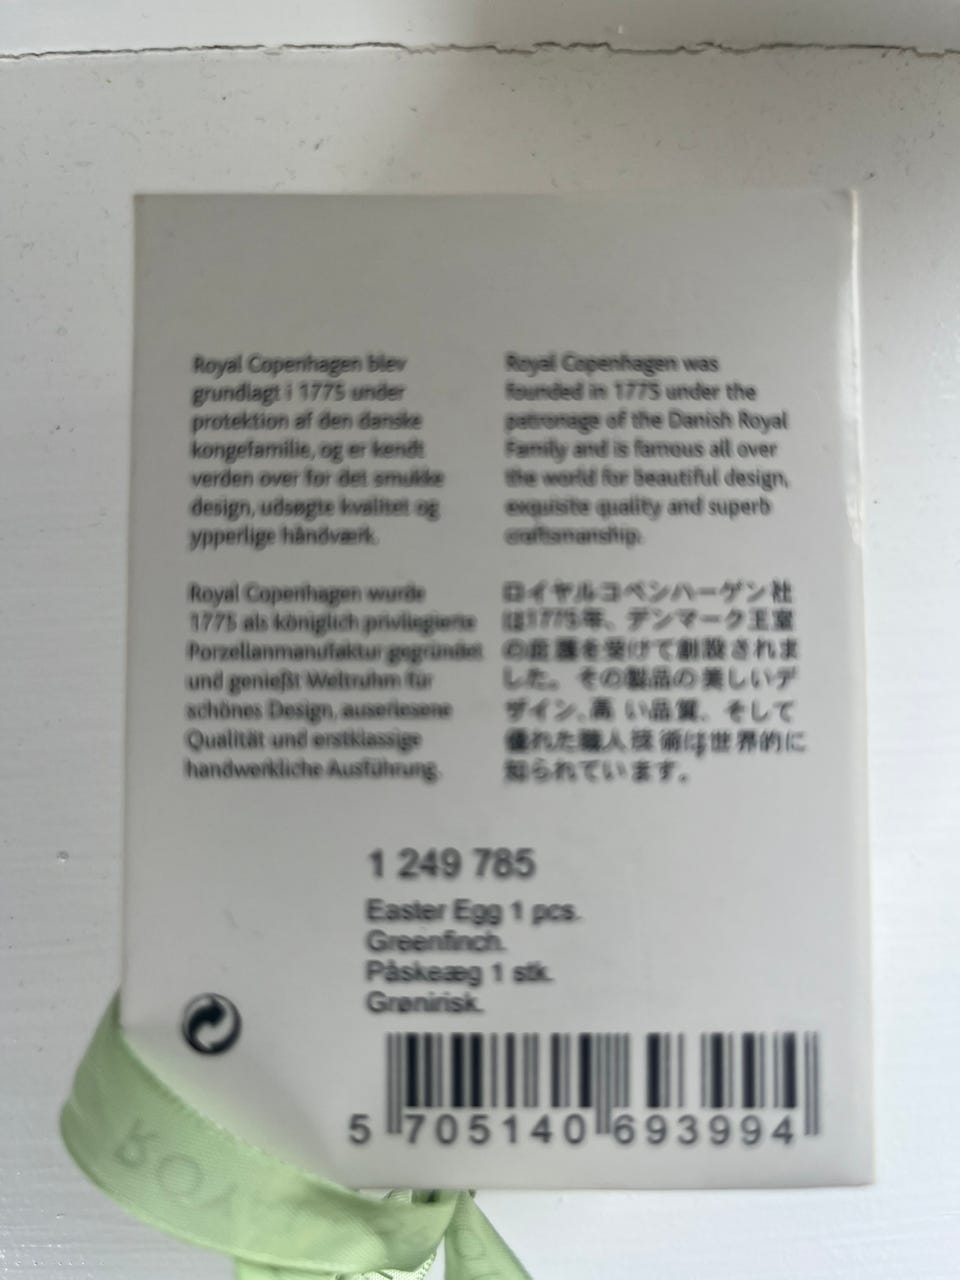 Royal Copenhagen blev
grundlagt i 1775 under
protektion af den danske
kongefamilie, og er kendt
verden over for det smukke
design, udsøgte kvalitet og
ypperlige håndværk.
Royal Copenhagen was
founded in 1775 under the
patronage of the Danish Royal
Family and is famous all over
the world for beautiful design,
exquisite quality and superb
craftsmanship.
Royal Copenhagen wurde
1775 als königlich privilegierte
Porzellanmanufaktur gegründet
und genießt Weltruhm für
schönes Design, auserlesene
Qualität und erstklassige
handwerkliche Ausführung.
ロイヤルコペンハーゲン社
は1775年、デンマーク王室
の庇護を受けて創設されま
した。その製品の美しいデ
ザイン、高い品質、そして
優れた職人技術は世界的に
知られています。
1 249 785
Easter Egg 1 pcs.
Greenfinch.
Påskeæg 1 stk.
Grønirisk.
5 705140 693994
ROY